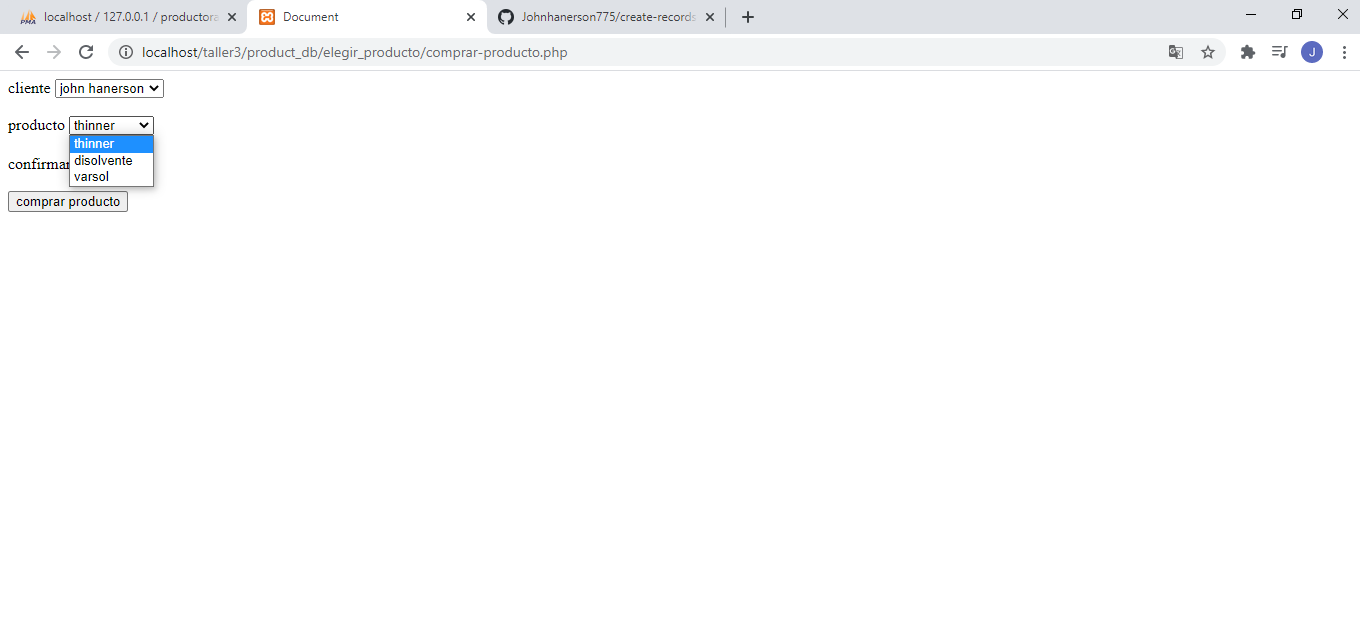 PMA localhost / 127.0.0.1 / productora
Document
Johnhanerson775/create-records
localhost/taller3/product_db/elegir_producto/comprar-producto.php
J
cliente john hanerson
producto thinner
thinner
disolvente
varsol
confirmar
comprar producto